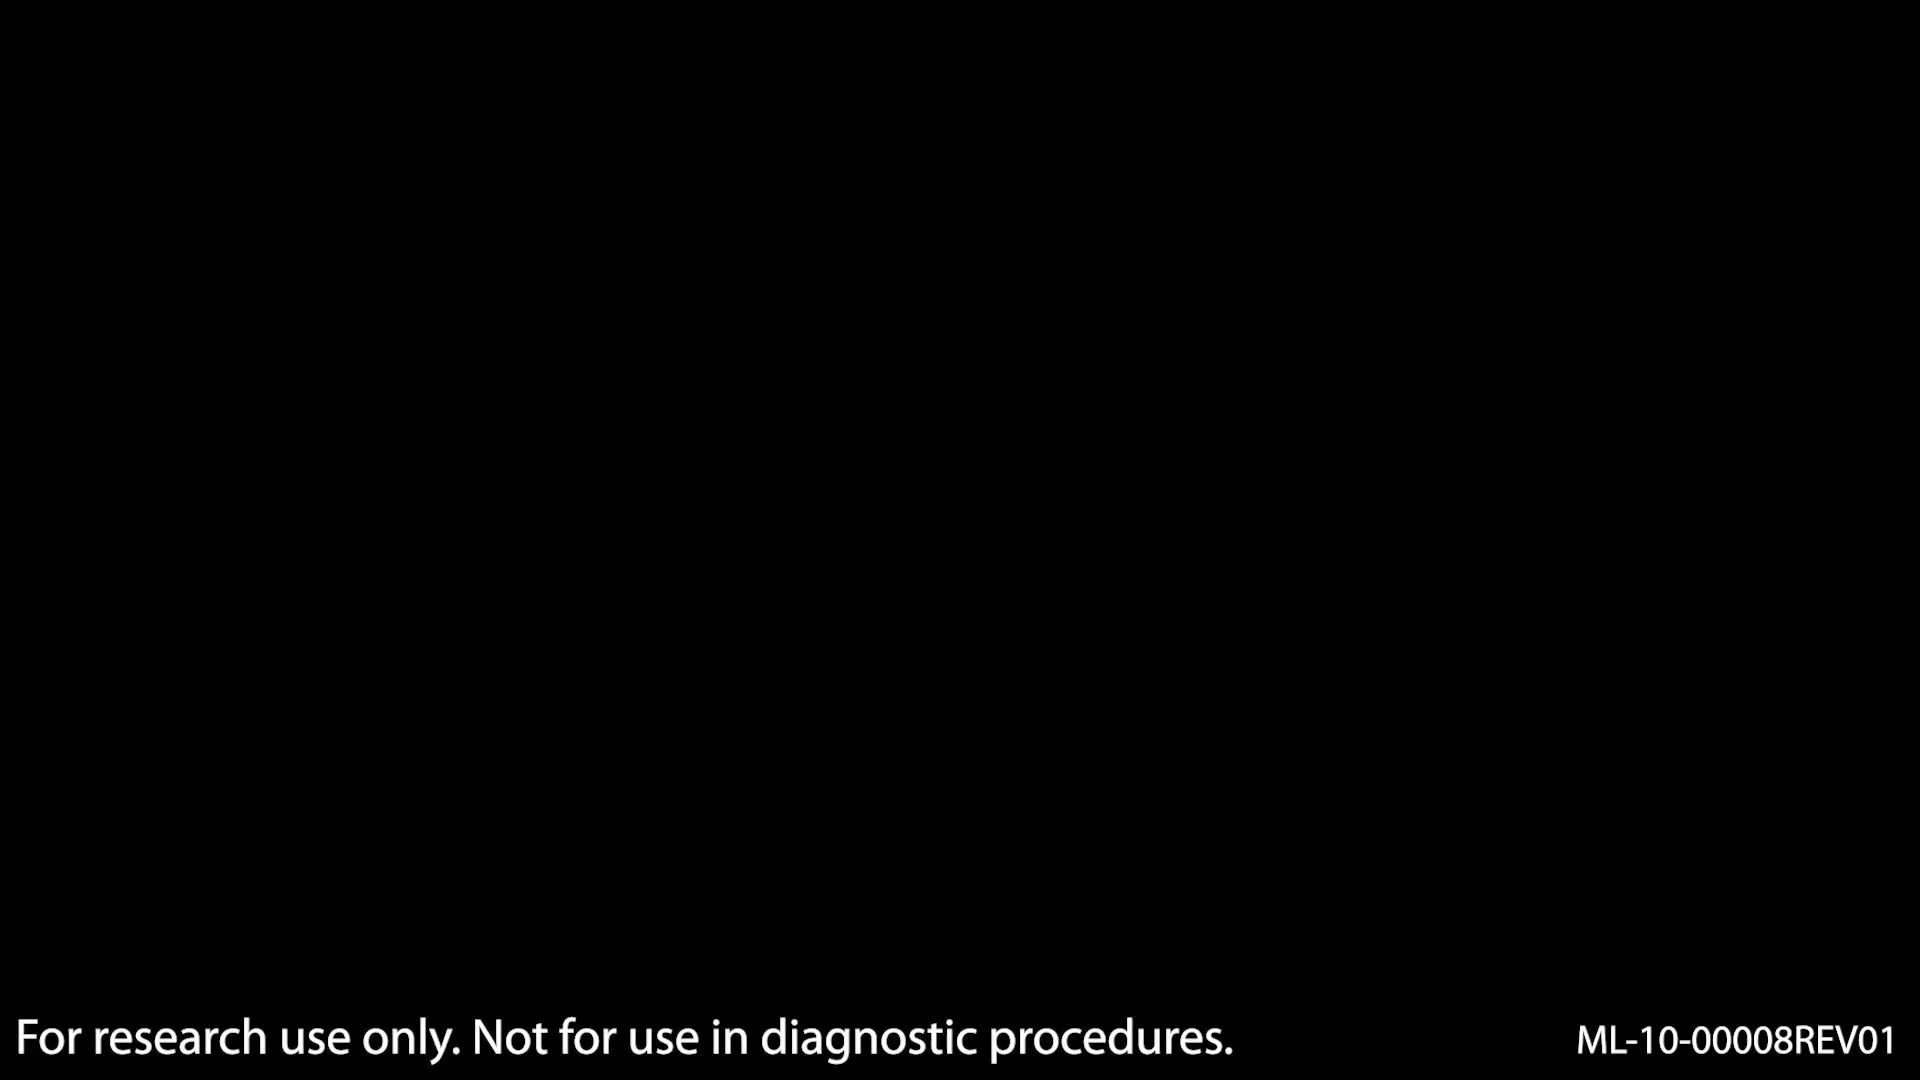 For research use only. Not for use in diagnostic procedures.
ML-10-00008REV01